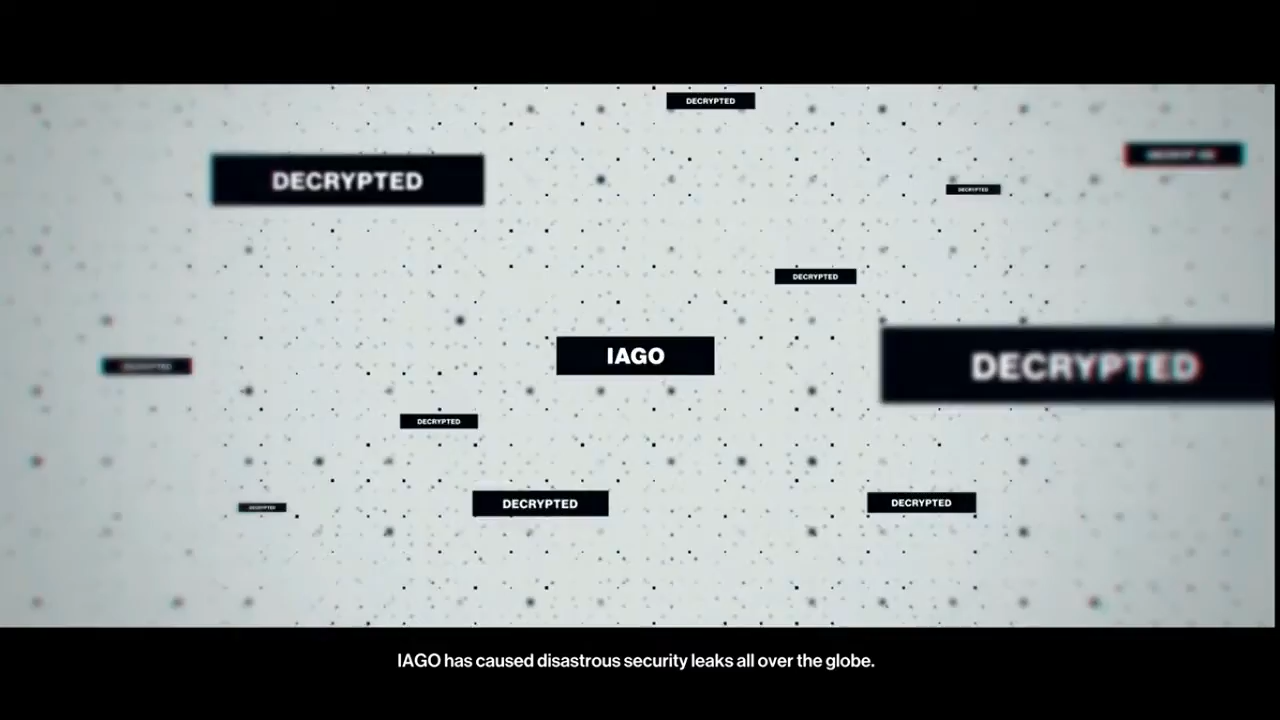 DECRYPTED
DECRYPTED
DECRYPTED
DECRYPTED
IAGO
DECRYPTED
DECRYPTED
DECRYPTED
DECRYPTED
DECRYPTED
IAGO has caused disastrous security leaks all over the globe.